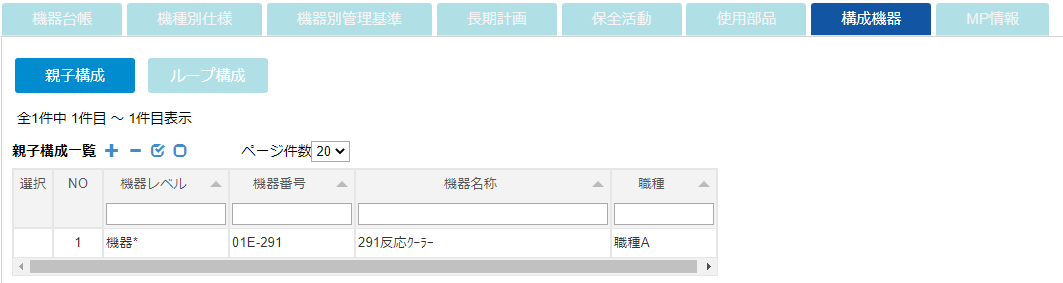 機器台帳 機種別仕様 機器別管理基準 長期計画 保全活動 使用部品 構成機器 MP情報
親子構成 ループ構成
全1件中 1件目 ～ 1件目表示
親子構成一覧 ページ件数 20
選択 NO 機器レベル 機器番号 機器名称 職種
1 機器* 01E-291 291反応ｸｰﾗｰ 職種A